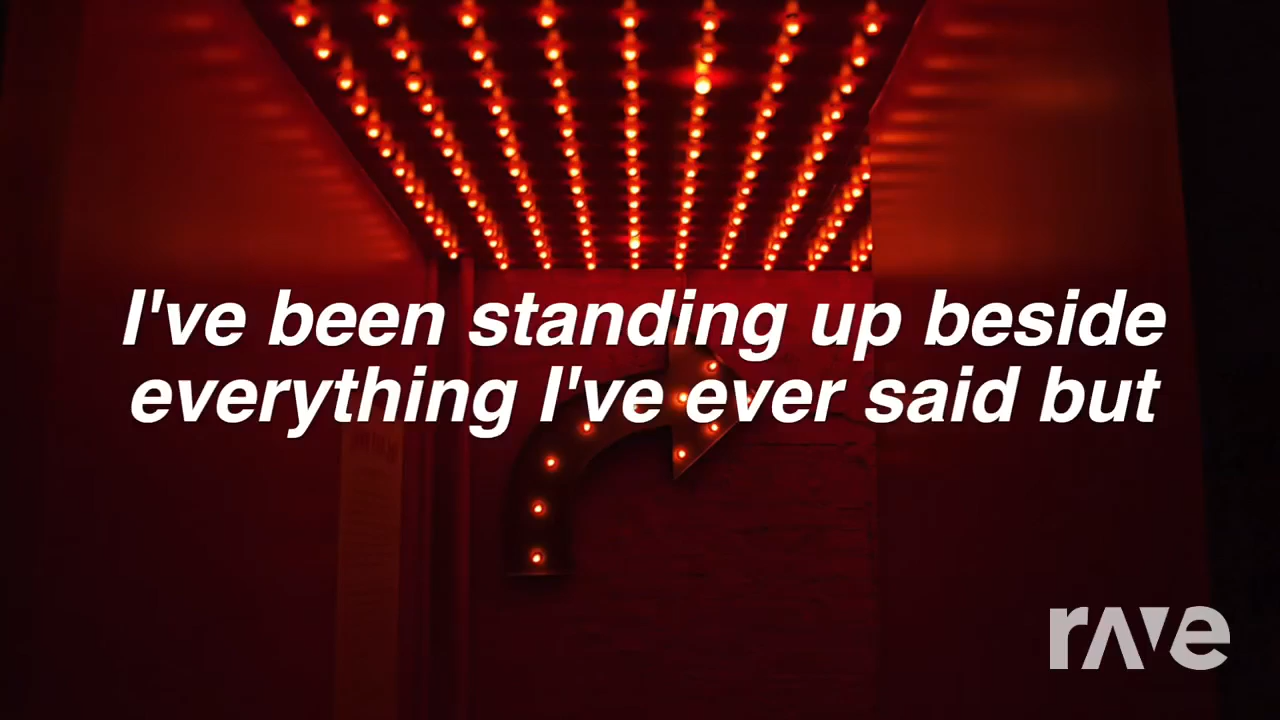 I've been standing up beside
everything I've ever said but
rave